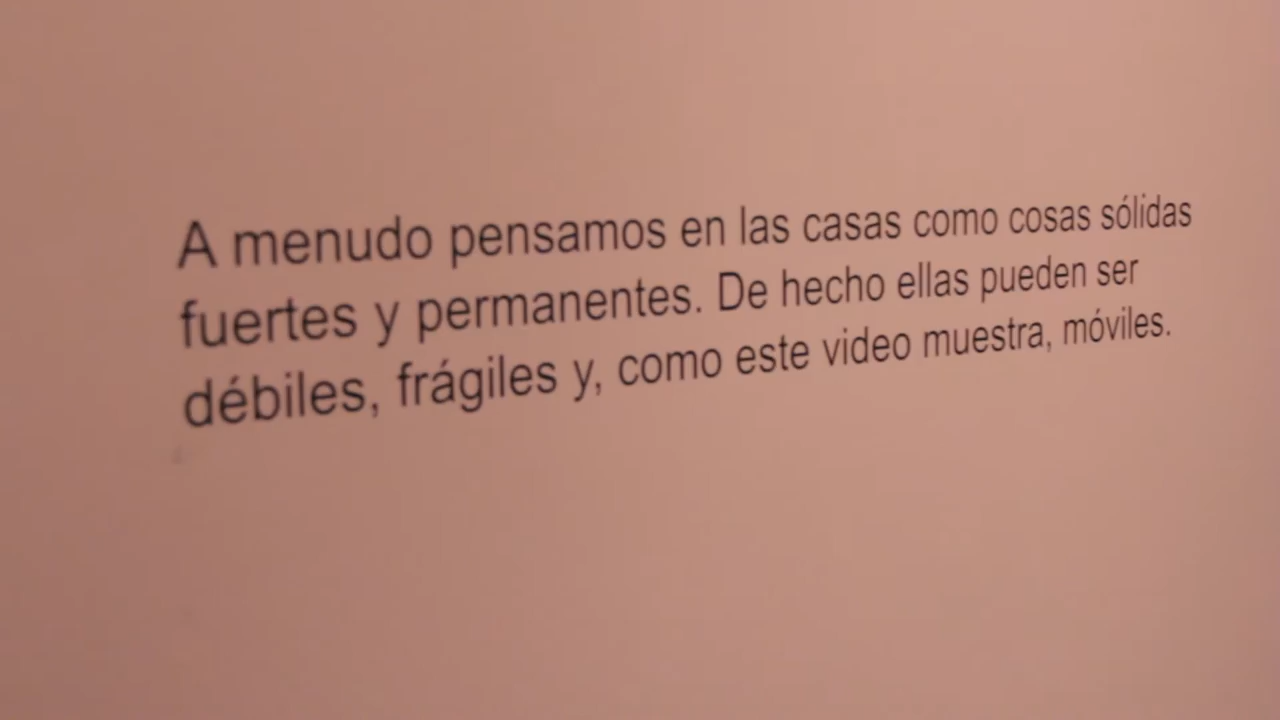 A menudo pensamos en las casas como cosas sólidas
fuertes y permanentes. De hecho ellas pueden ser
débiles, frágiles y, como este video muestra, móviles.